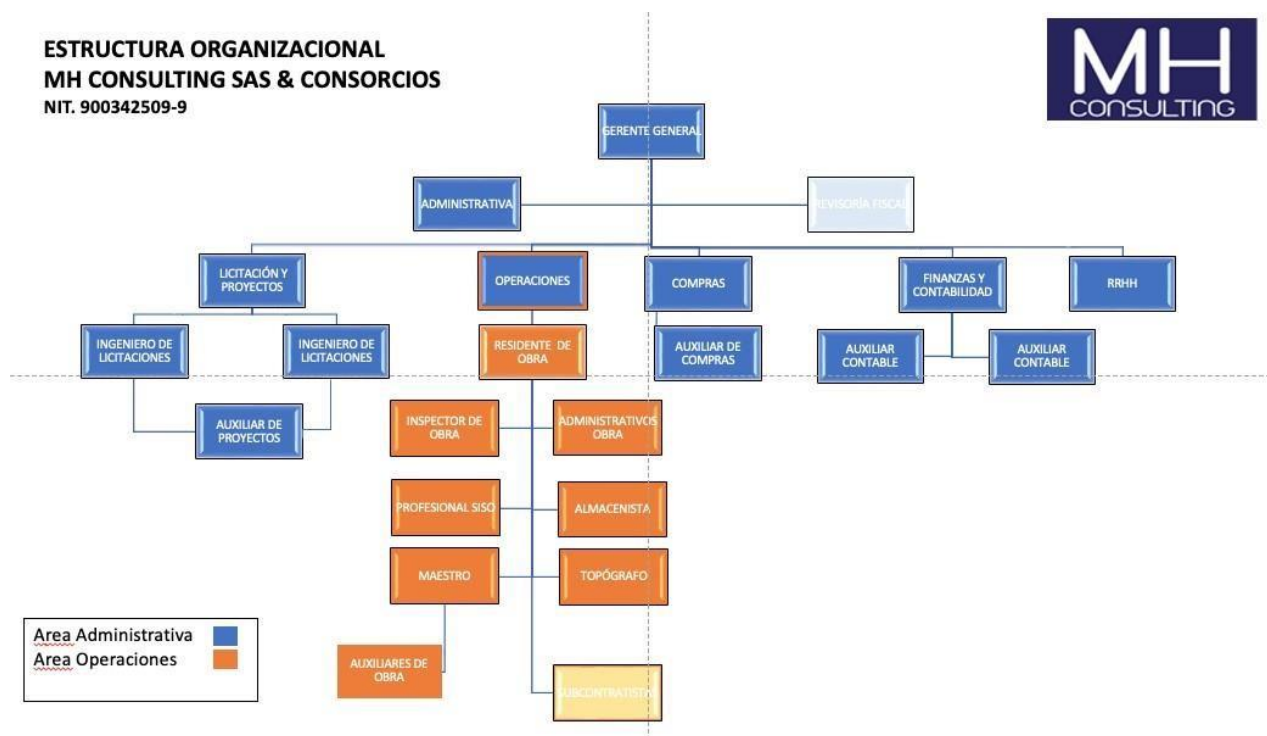 ESTRUCTURA ORGANIZACIONAL
MH CONSULTING SAS & CONSORCIOS
NIT. 900342509-9
MH
CONSULTING
GERENTE GENERAL
ADMINISTRATIVA
REVISORÍA FISCAL
LICITACIÓN Y
PROYECTOS
OPERACIONES
COMPRAS
FINANZAS Y
CONTABILIDAD
RRHH
INGENIERO DE
LICITACIONES
INGENIERO DE
LICITACIONES
RESIDENTE DE
OBRA
AUXILIAR DE
COMPRAS
AUXILIAR
CONTABLE
AUXILIAR
CONTABLE
AUXILIAR DE
PROYECTOS
INSPECTOR DE
OBRA
ADMINISTRATIVOS
OBRA
PROFESIONAL SISO
ALMACENISTA
MAESTRO
TOPÓGRAFO
AUXILIARES DE
OBRA
SUBCONTRATISTAS
Area Administrativa
Area Operaciones